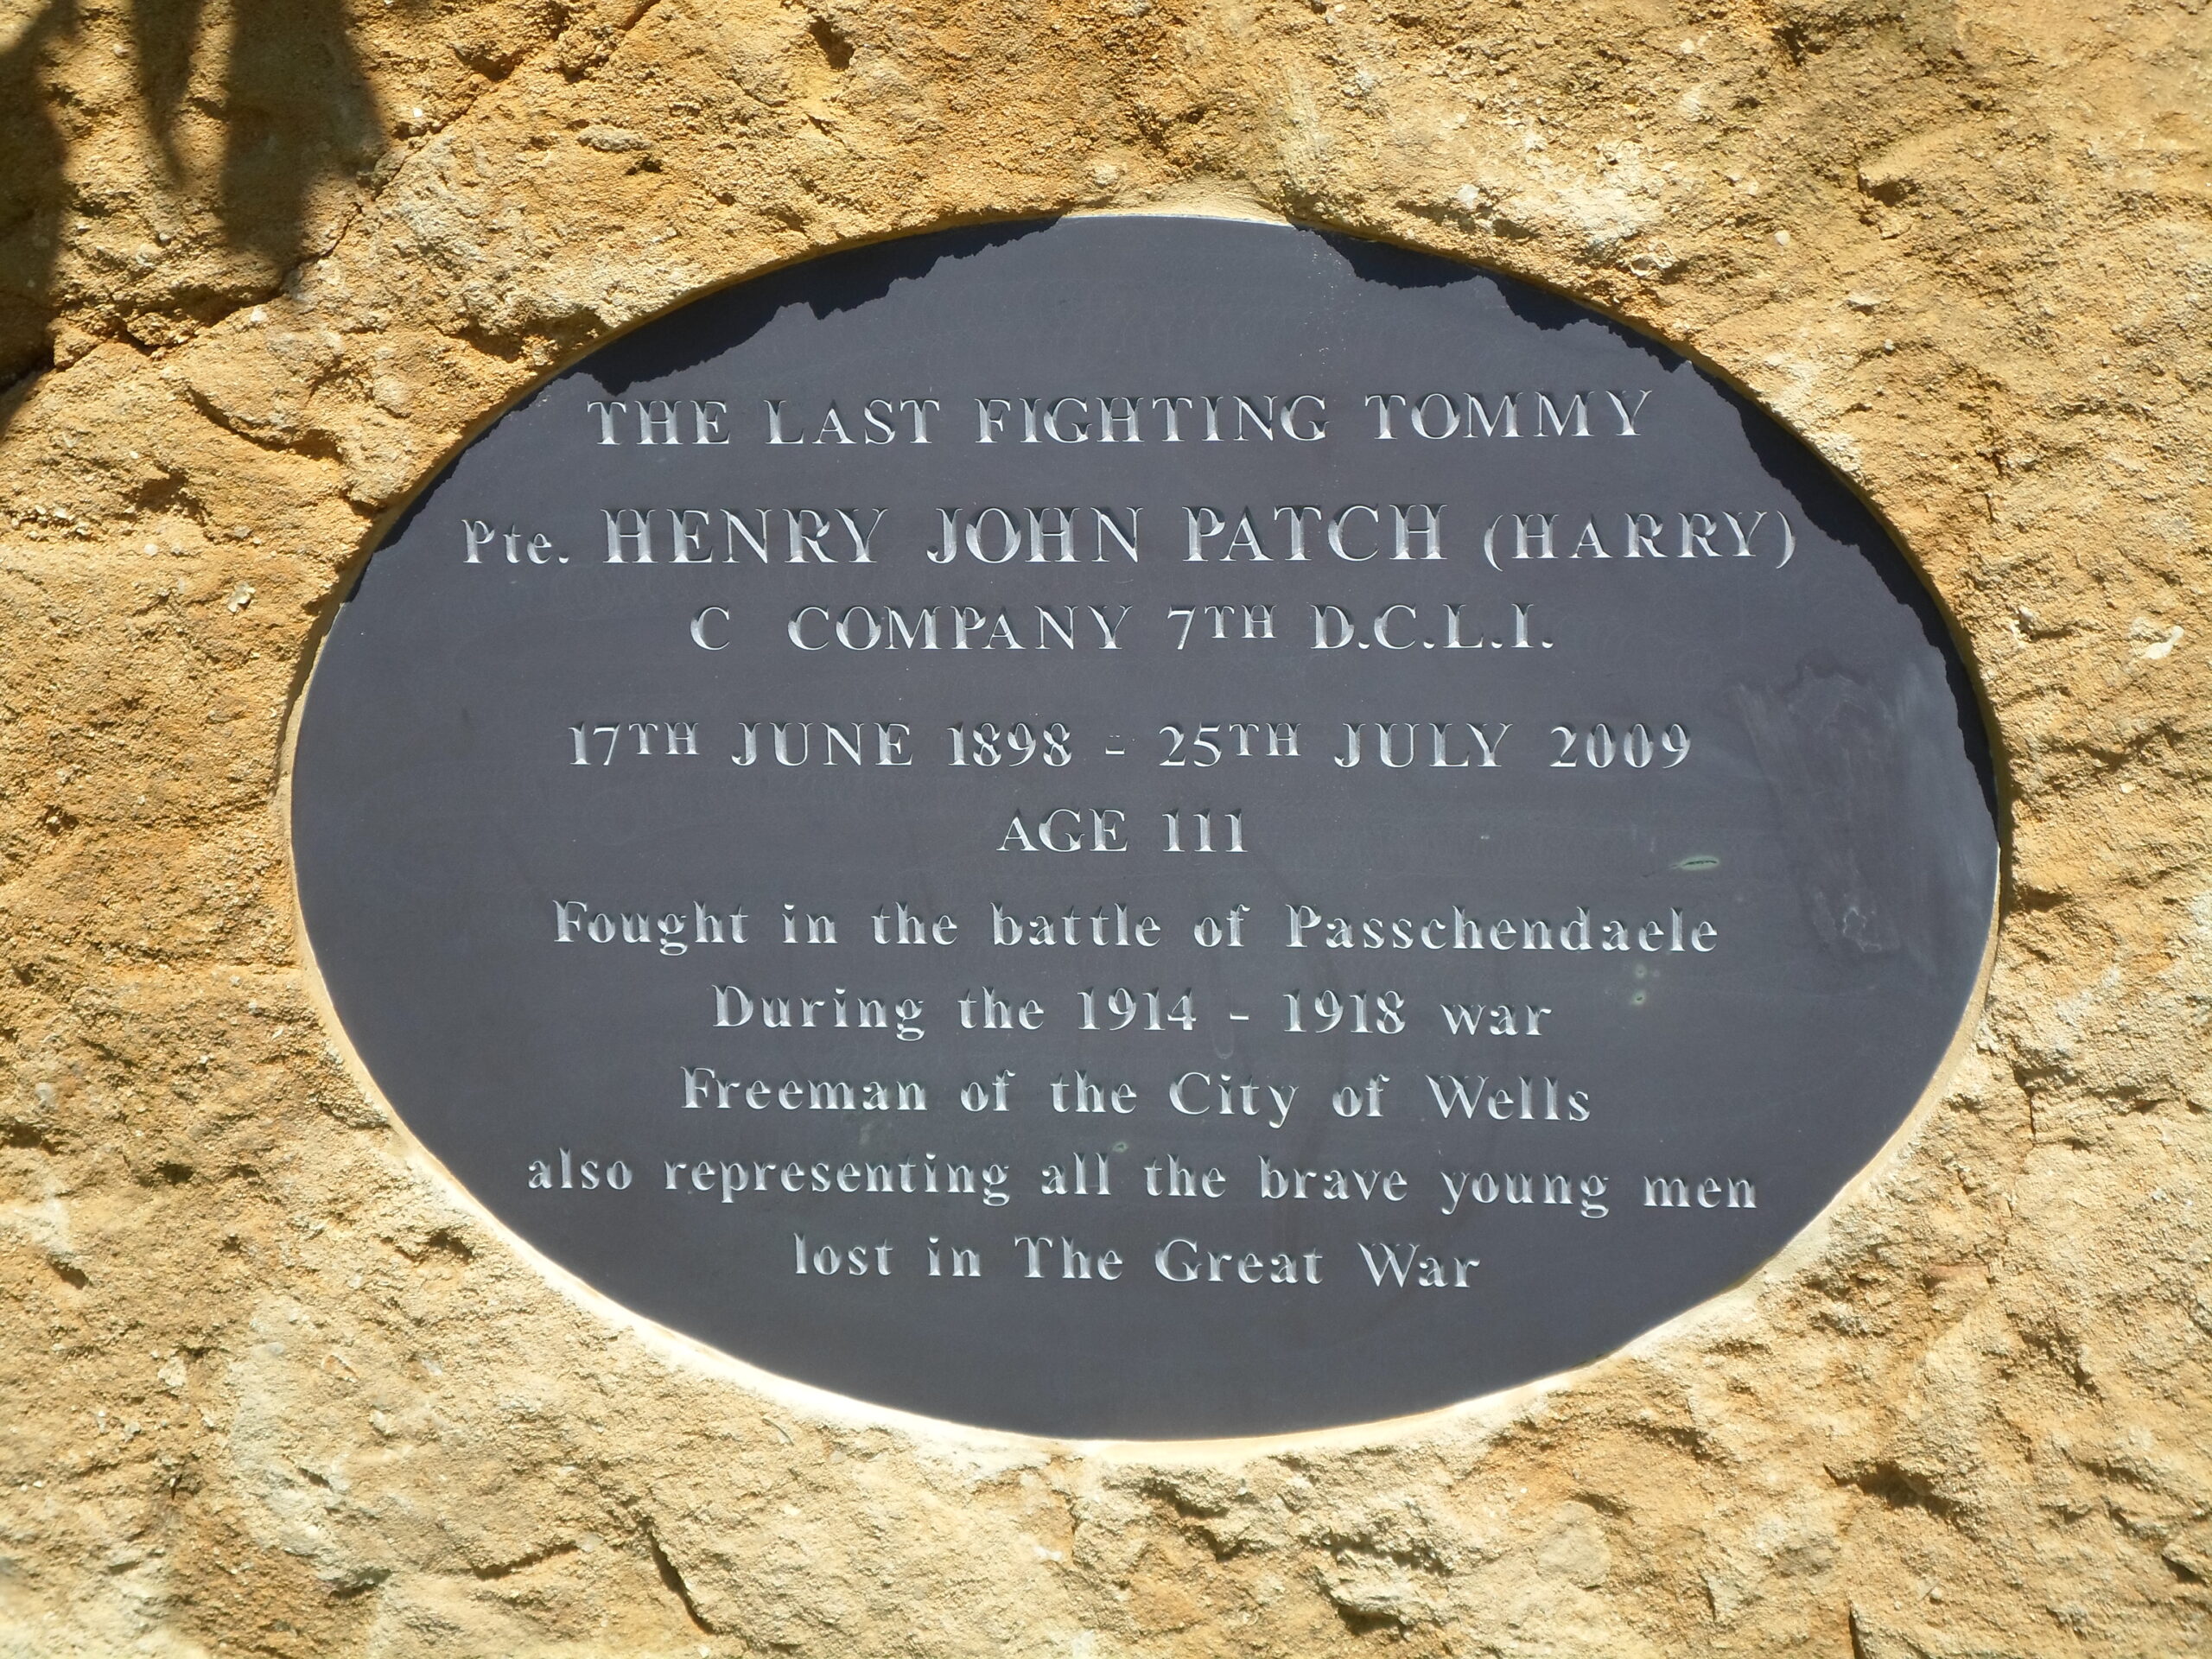 THE LAST FIGHTING TOMMY
Pte. HENRY JOHN PATCH (HARRY)
C COMPANY 7TH D.C.L.I.
17TH JUNE 1898 - 25TH JULY 2009
AGE 111
Fought in the battle of Passchendaele
During the 1914 - 1918 war
Freeman of the City of Wells
also representing all the brave young men
lost in The Great War